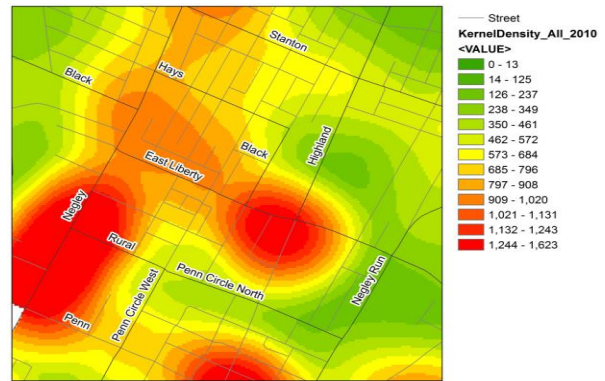 Stanton
Hays
Black
Black
Highland
East Liberty
Negley
Rural
Penn Circle North
Penn Circle West
Negley Run
Penn
Street
KernelDensity_All_2010
<VALUE>
0 - 13
14 - 125
126 - 237
238 - 349
350 - 461
462 - 572
573 - 684
685 - 796
797 - 908
909 - 1,020
1,021 - 1,131
1,132 - 1,243
1,244 - 1,623